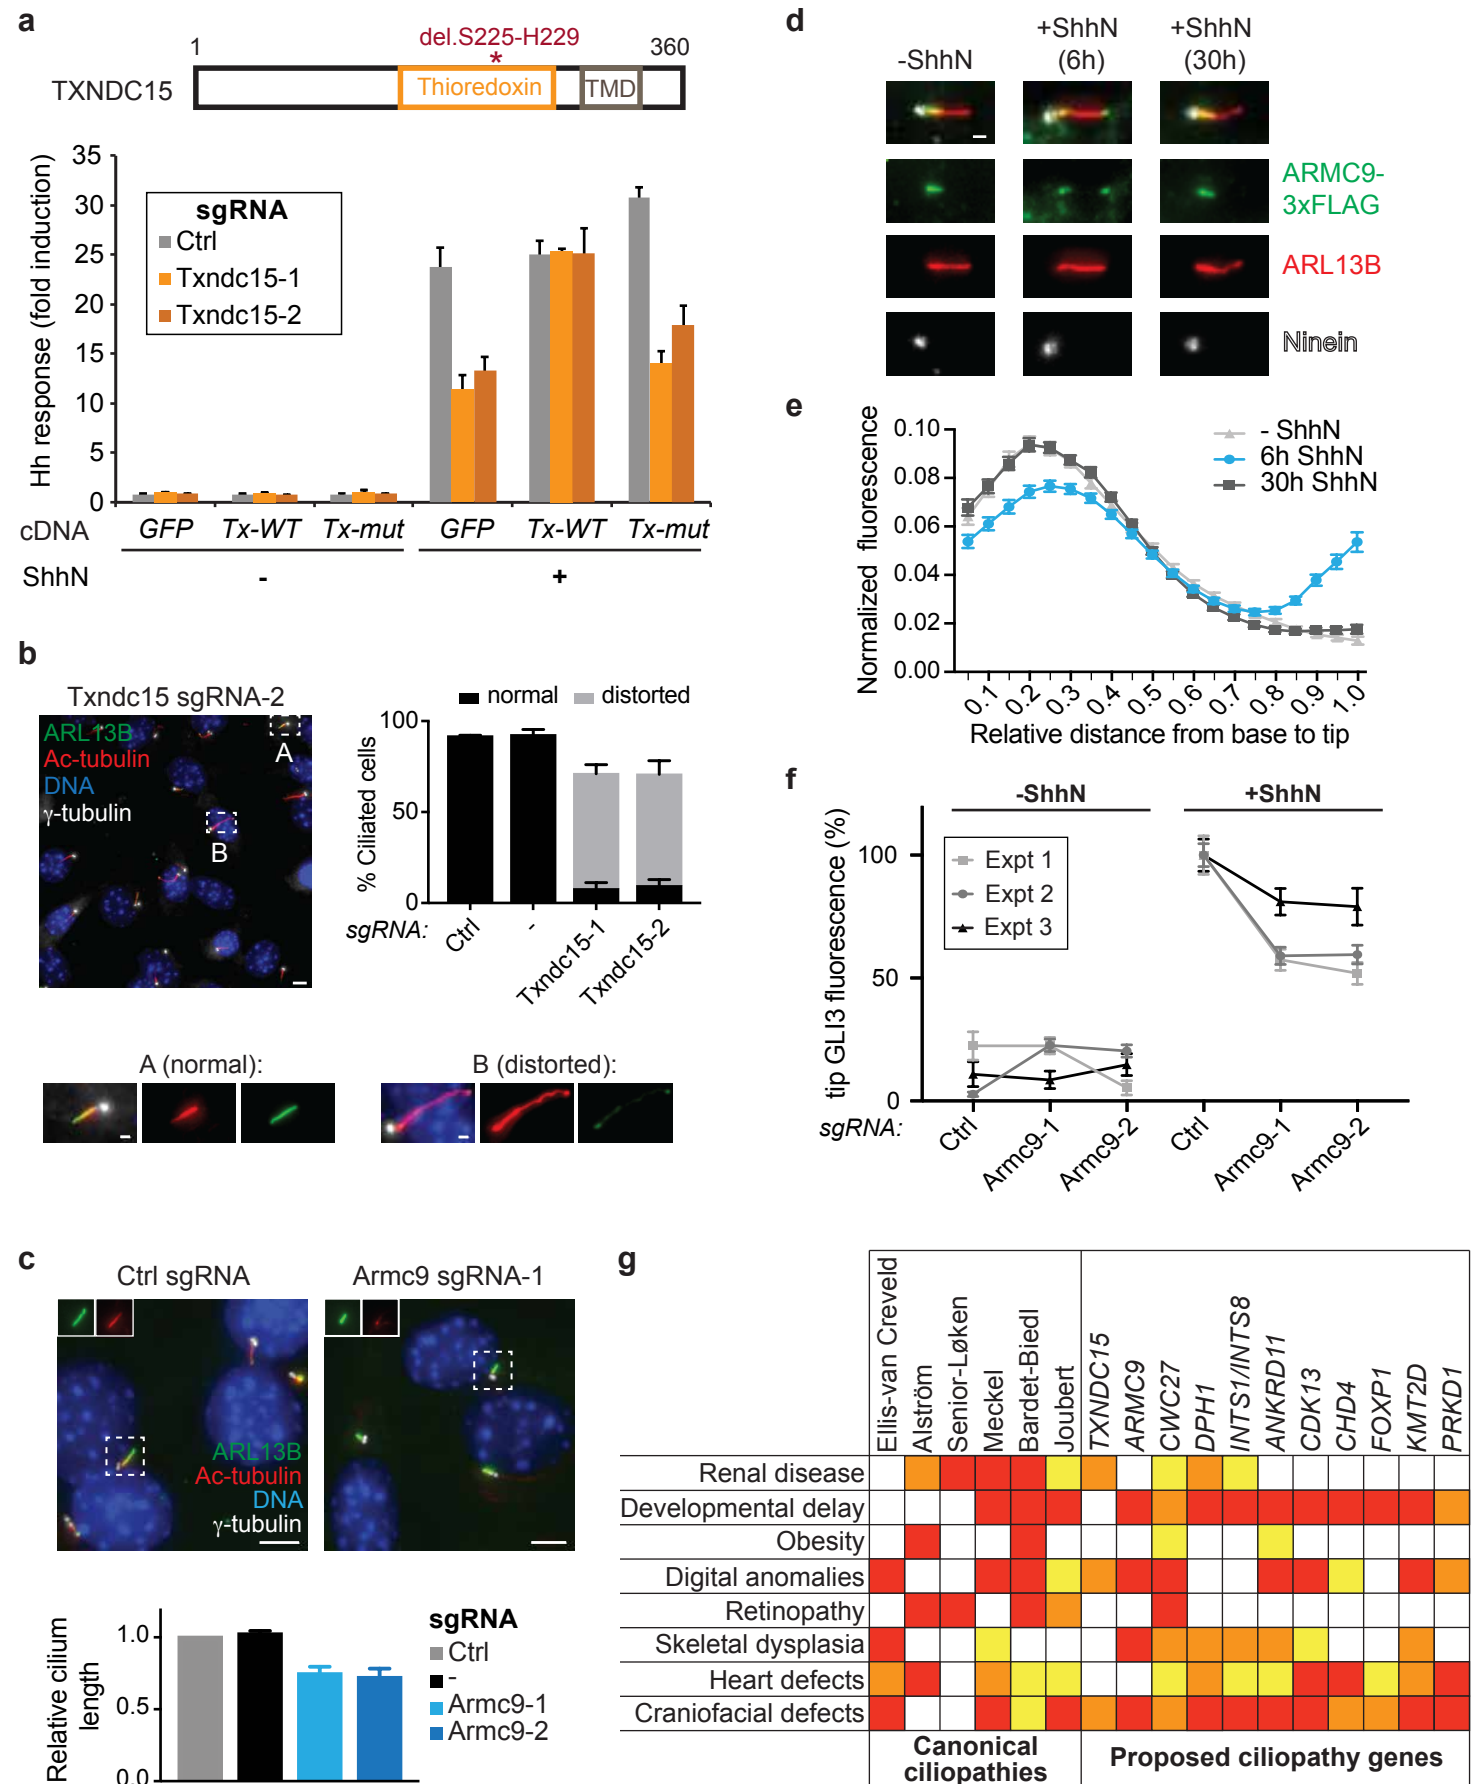 a
del.S225-H229
1
*
360
TXNDC15
Thioredoxin
TMD
Hh response (fold induction)
35
30
25
20
15
10
5
0
sgRNA
Ctrl
Txndc15-1
Txndc15-2
cDNA
GFP Tx-WT Tx-mut GFP Tx-WT Tx-mut
ShhN
- +
b
Txndc15 sgRNA-2
ARL13B
Ac-tubulin
DNA
γ-tubulin
A
B
normal distorted
% Ciliated cells
100
50
0
sgRNA:
Ctrl
-
Txndc15-1
Txndc15-2
A (normal):
B (distorted):
c
Ctrl sgRNA
Armc9 sgRNA-1
ARL13B
Ac-tubulin
DNA
γ-tubulin
Relative cilium
length
1.0
0.5
0.0
sgRNA
Ctrl
-
Armc9-1
Armc9-2
d
-ShhN
+ShhN
(6h)
+ShhN
(30h)
ARMC9-
3xFLAG
ARL13B
Ninein
e
Normalized fluorescence
0.10
0.08
0.06
0.04
0.02
0.00
- ShhN
6h ShhN
30h ShhN
0.1 0.2 0.3 0.4 0.5 0.6 0.7 0.8 0.9 1.0
Relative distance from base to tip
f
-ShhN
+ShhN
tip GLI3 fluorescence (%)
100
50
0
Expt 1
Expt 2
Expt 3
sgRNA:
Ctrl
Armc9-1
Armc9-2
Ctrl
Armc9-1
Armc9-2
g
Ellis-van Creveld
Alström
Senior-Løken
Meckel
Bardet-Biedl
Joubert
TXNDC15
ARMC9
CWC27
DPH1
INTS1/INTS8
ANKRD11
CDK13
CHD4
FOXP1
KMT2D
PRKD1
Renal disease
Developmental delay
Obesity
Digital anomalies
Retinopathy
Skeletal dysplasia
Heart defects
Craniofacial defects
Canonical
ciliopathies
Proposed ciliopathy genes